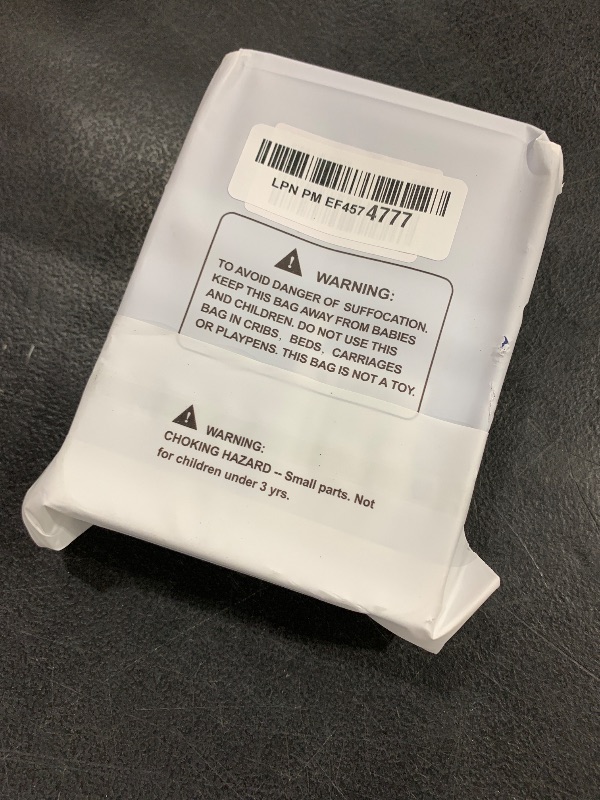 LPN PM EF4574777
WARNING:
TO AVOID DANGER OF SUFFOCATION.
KEEP THIS BAG AWAY FROM BABIES
AND CHILDREN. DO NOT USE THIS
BAG IN CRIBS, BEDS, CARRIAGES
OR PLAYPENS. THIS BAG IS NOT A TOY.
WARNING:
CHOKING HAZARD -- Small parts. Not
for children under 3 yrs.